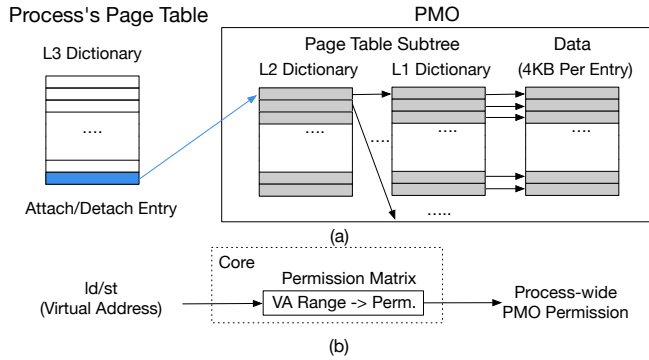 Process's Page Table
PMO
L3 Dictionary
Page Table Subtree
Data
L2 Dictionary
L1 Dictionary
(4KB Per Entry)
....
....
....
....
....
.....
Attach/Detach Entry
(a)
Core
ld/st
(Virtual Address)
Permission Matrix
VA Range -> Perm.
Process-wide
PMO Permission
(b)